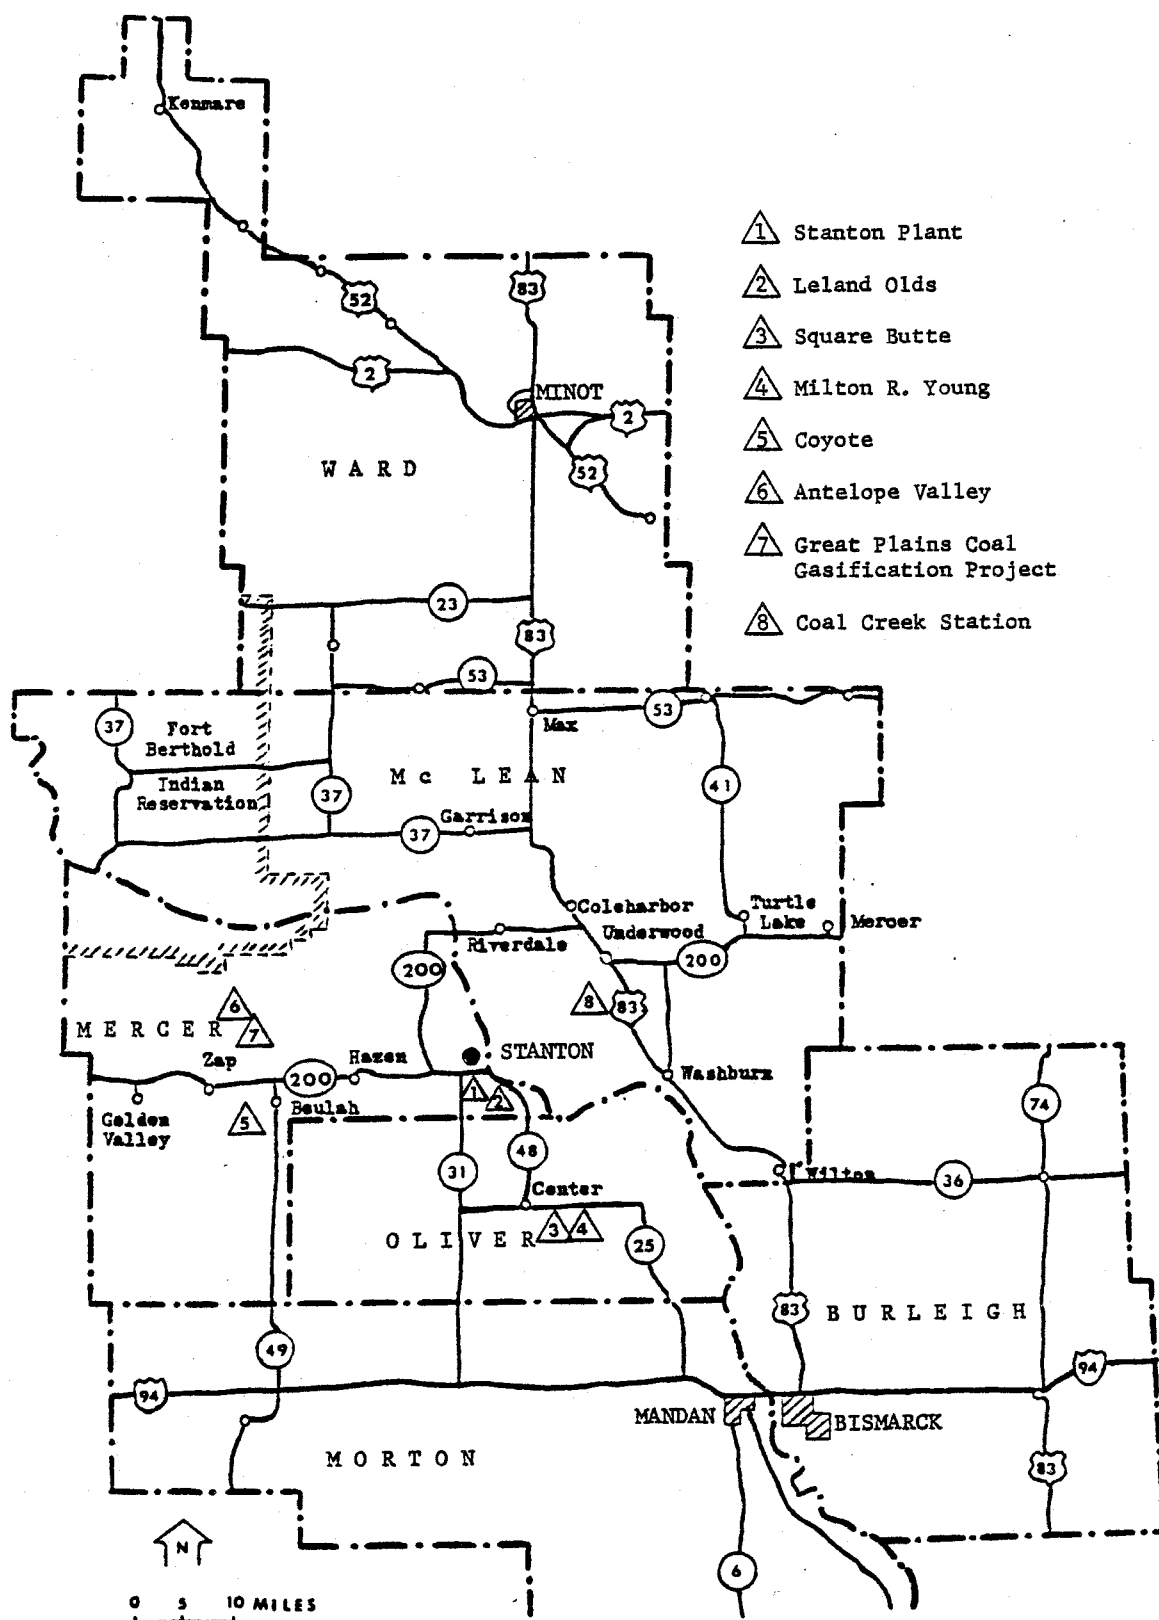 Kenmare
1 Stanton Plant
2 Leland Olds
52
83
3 Square Butte
2
4 Milton R. Young
MINOT
2
5 Coyote
WARD
52
6 Antelope Valley
7 Great Plains Coal
Gasification Project
23
8 Coal Creek Station
83
53
37
Fort
Berthold
Max
53
Indian
Reservation
Mc LEAN
41
37
Garrison
37
Coleharbor
Turtle
Lake
Mercer
Riverdale
Underwood
200
200
6
8
83
MERCER
7
Zap
Hazen
STANTON
200
Washburn
1
2
Golden
Valley
5
Beulah
74
31
48
Wilton
36
Center
OLIVER
3
4
25
83
BURLEIGH
49
94
94
MANDAN
BISMARCK
MORTON
83
N
6
0 5 10 MILES